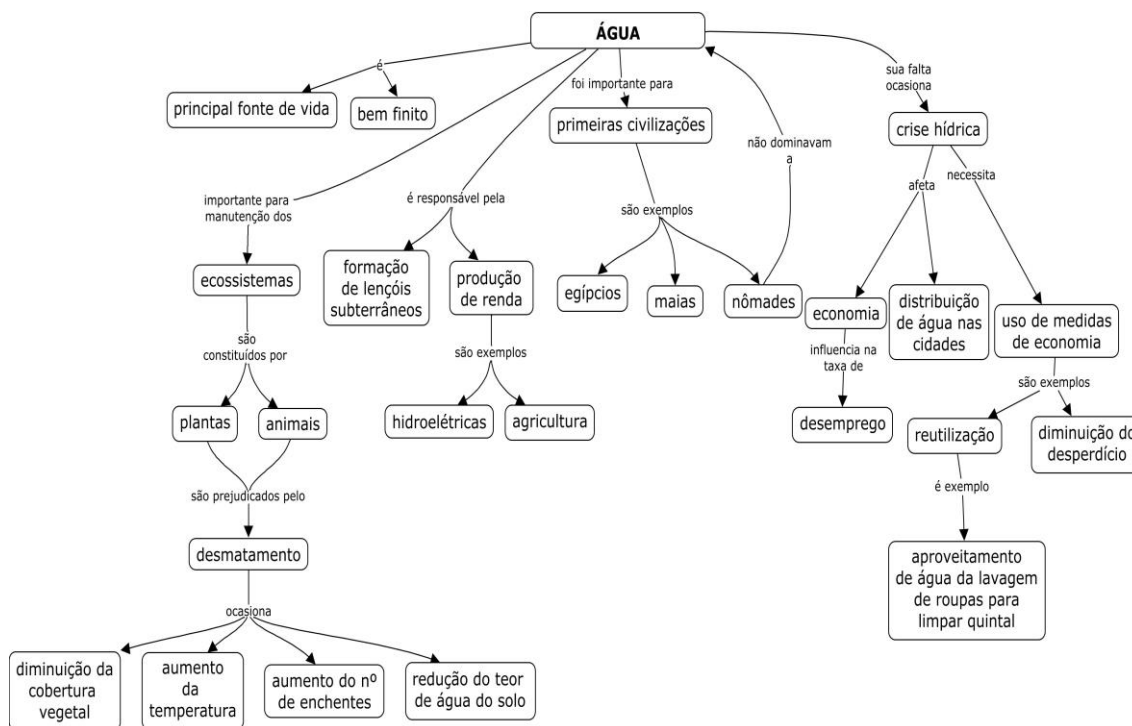 ÁGUA
é
principal fonte de vida
bem finito
foi importante para
primeiras civilizações
não dominavam
a
sua falta
ocasiona
crise hídrica
importante para
manutenção dos
ecossistemas
é responsável pela
formação
de lençóis
subterrâneos
produção
de renda
são exemplos
egípcios
maias
nômades
afeta
necessita
economia
distribuição
de água nas
cidades
uso de medidas
de economia
são
constituídos por
plantas
animais
são exemplos
hidroelétricas
agricultura
influencia na
taxa de
desemprego
são exemplos
reutilização
diminuição do
desperdício
são prejudicados pelo
desmatamento
é exemplo
aproveitamento
de água da lavagem
de roupas para
limpar quintal
ocasiona
diminuição da
cobertura
vegetal
aumento
da
temperatura
aumento do nº
de enchentes
redução do teor
de água do solo